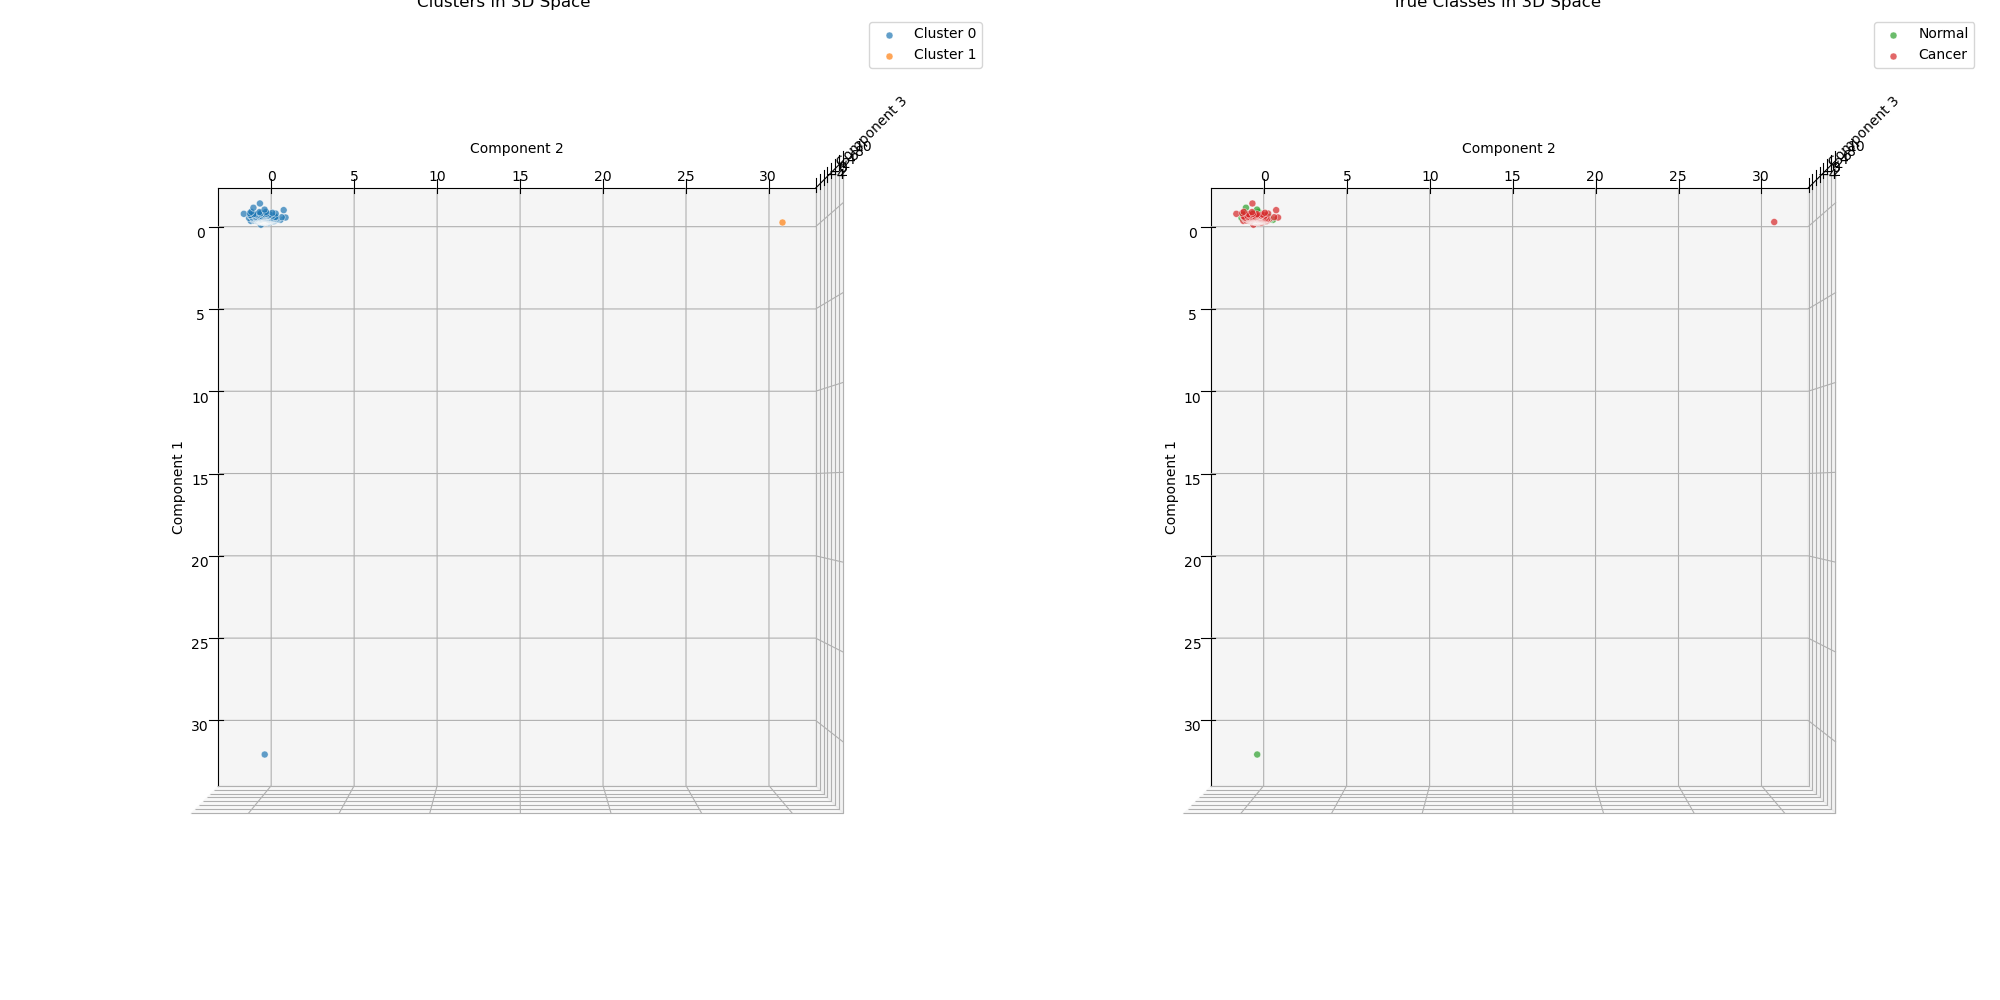 Clusters in 3D Space
True Classes in 3D Space
Cluster 0
Cluster 1
Normal
Cancer
Component 3
Component 3
Component 2
Component 2
0 5 10 15 20 25 30
0 5 10 15 20 25 30
0
5
10
15
20
25
30
Component 1
0
5
10
15
20
25
30
Component 1